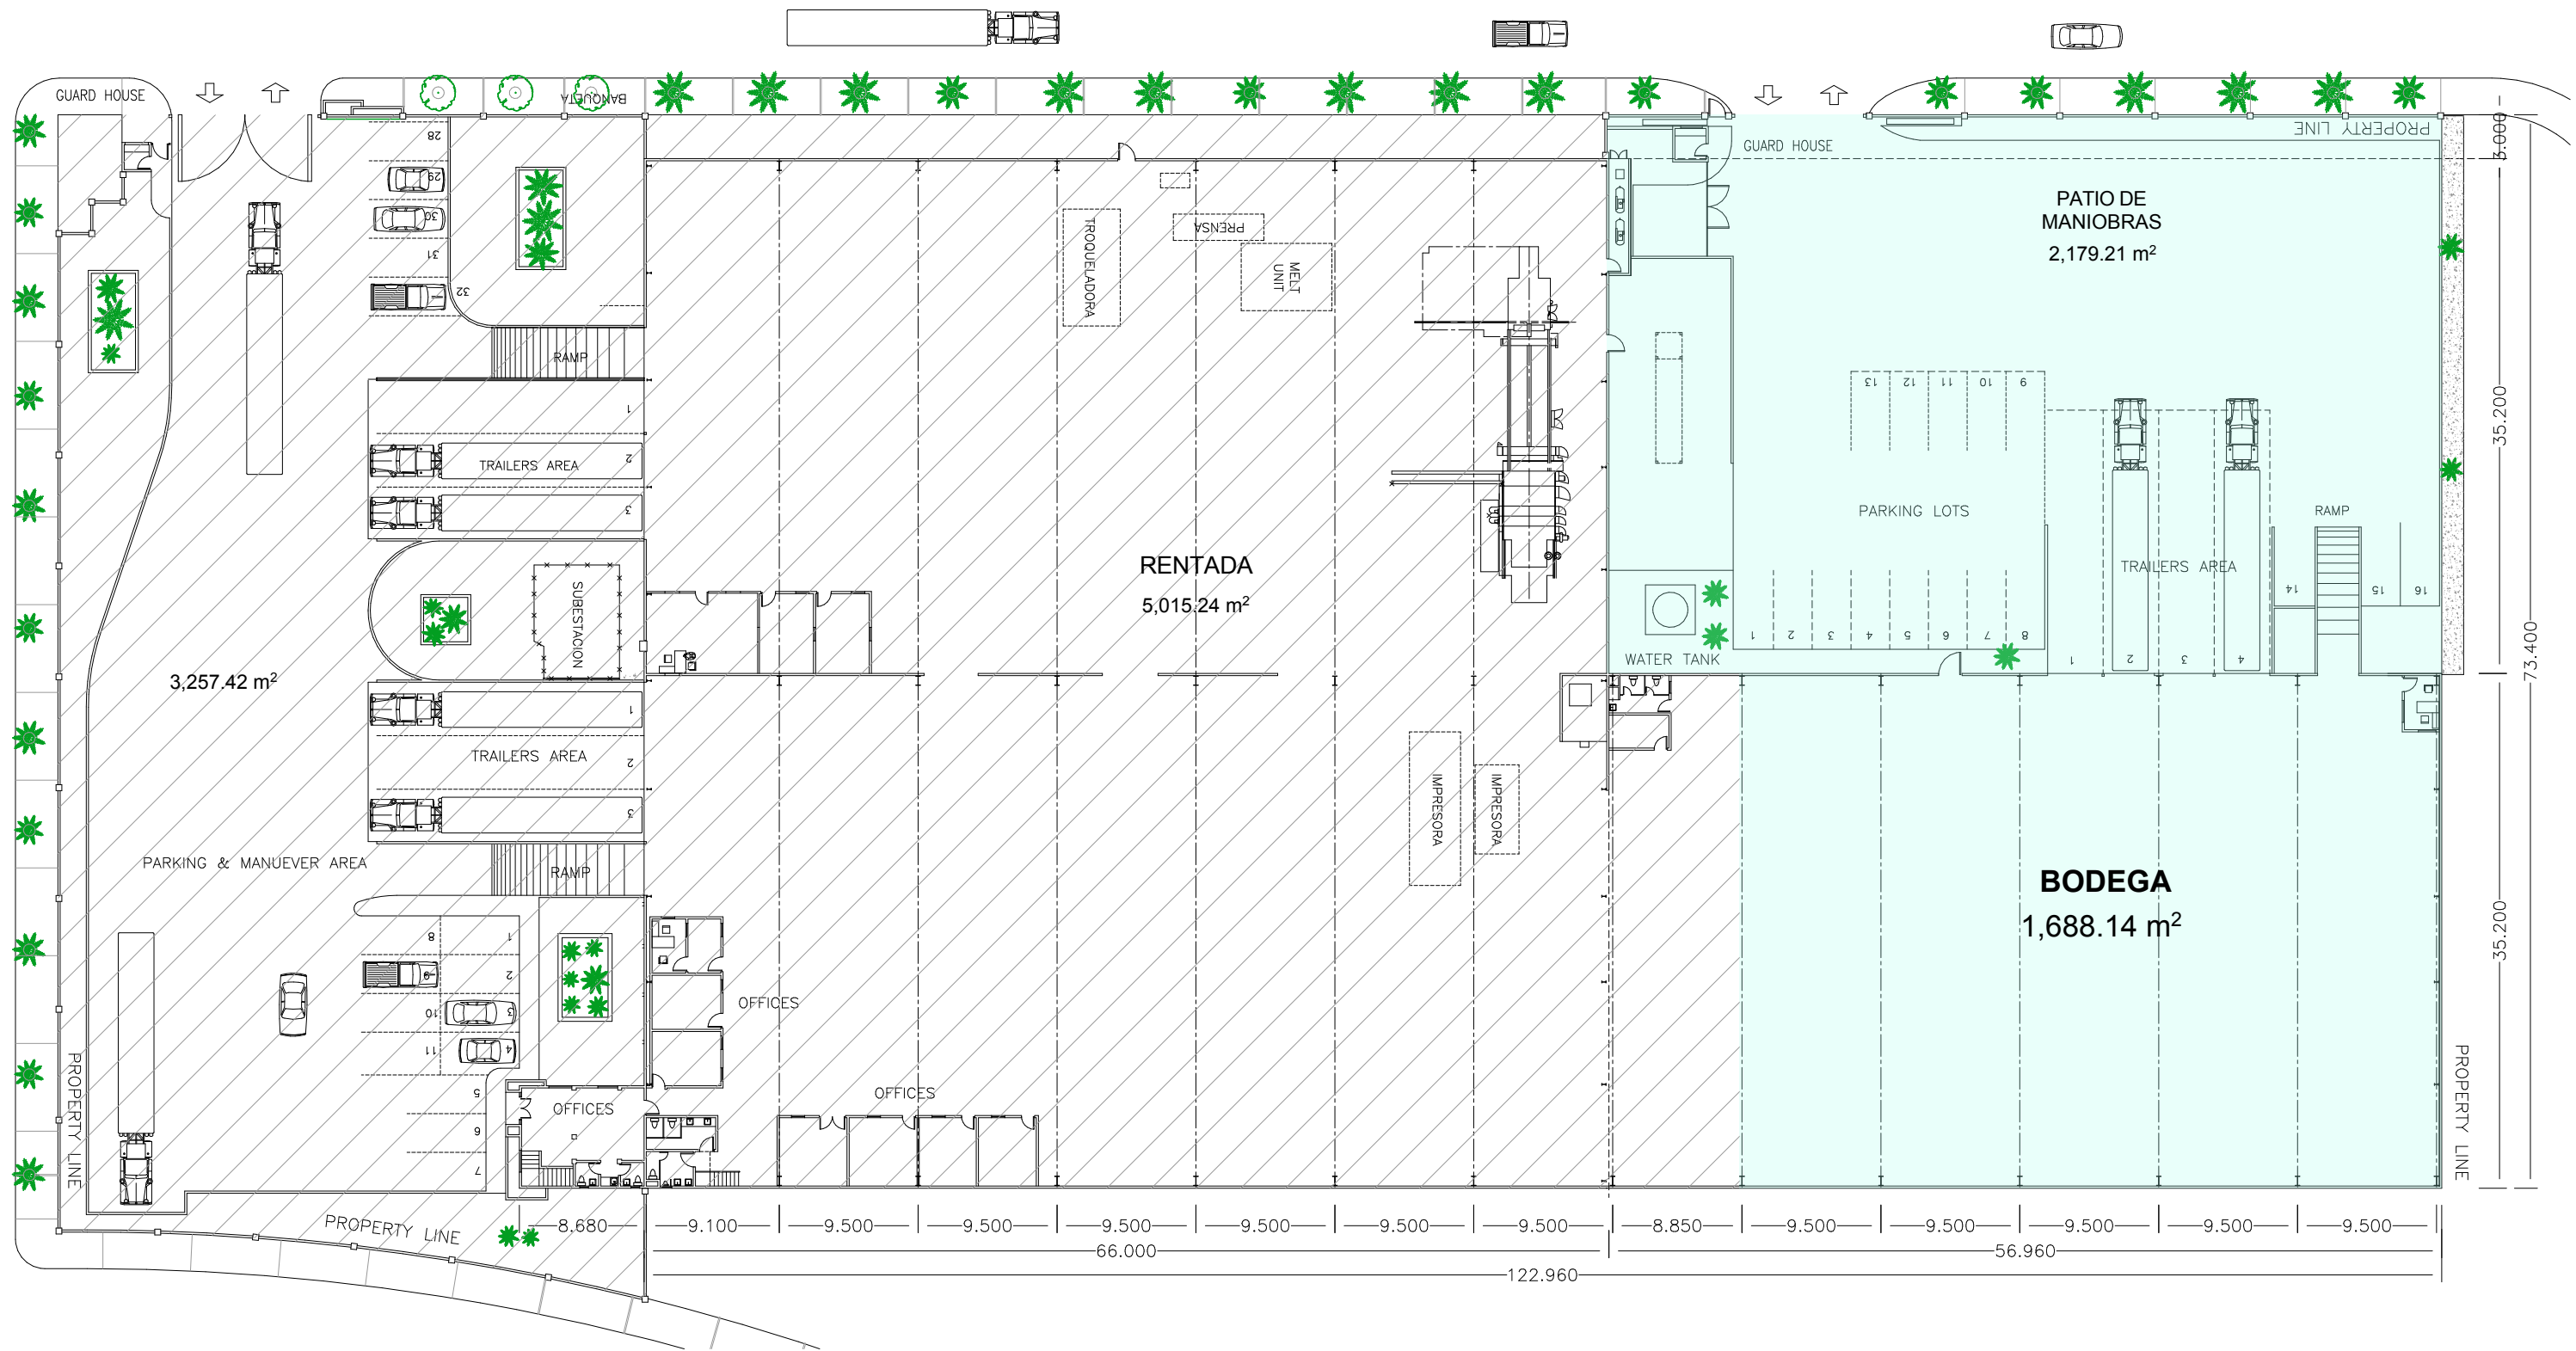 GUARD HOUSE
BANQUETA
28
29
30
31
32
RAMP
1
2
TRAILERS AREA
3
SUBESTACION
3,257.42 m²
1
TRAILERS AREA
2
3
RAMP
PARKING & MANUEVER AREA
8
9
10
11
1
2
3
4
5
6
7
OFFICES
OFFICES
OFFICES
PROPERTY LINE
PROPERTY LINE
TROQUELADORA
PRENSA
MELT
UNIT
RENTADA
5,015.24 m²
IMPRESORA
IMPRESORA
GUARD HOUSE
PROPERTY LINE
PATIO DE
MANIOBRAS
2,179.21 m²
13
12
11
10
9
PARKING LOTS
RAMP
TRAILERS AREA
14
15
16
WATER TANK
1
2
3
4
5
6
7
8
1
2
3
4
BODEGA
1,688.14 m²
PROPERTY LINE
3.000
35.200
73.400
35.200
8.680
9.100
9.500
9.500
9.500
9.500
9.500
9.500
8.850
9.500
9.500
9.500
9.500
9.500
66.000
56.960
122.960